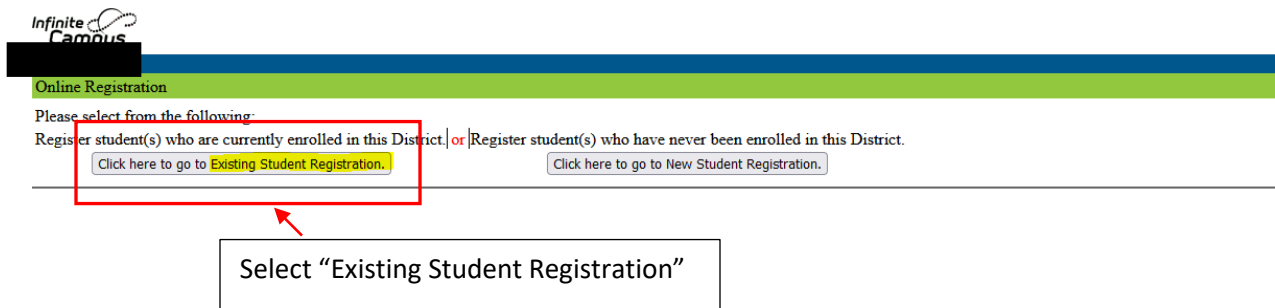 Infinite
Campus
Online Registration
Please select from the following:
Register student(s) who are currently enrolled in this District. or Register student(s) who have never been enrolled in this District.
Click here to go to Existing Student Registration. Click here to go to New Student Registration.
Select “Existing Student Registration”